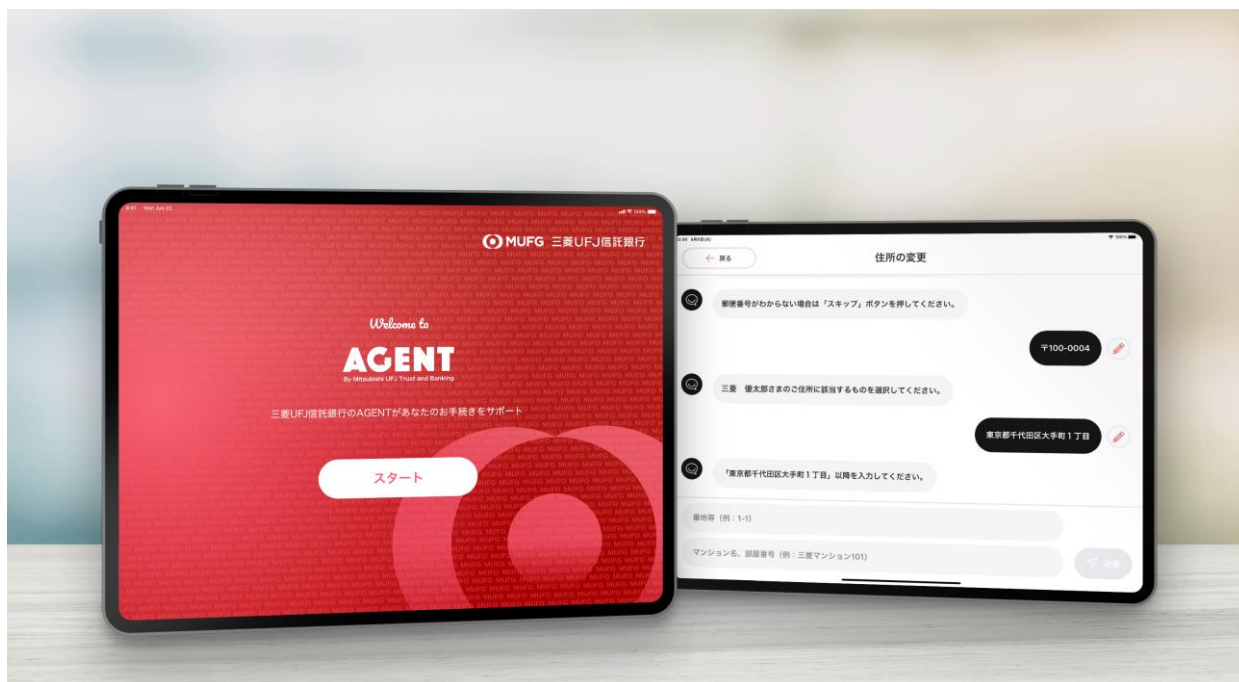 9:41 Mon Jun 22
100%
MUFG 三菱UFJ信託銀行
Welcome to
AGENT
By Mitsubishi UFJ Trust and Banking
三菱UFJ信託銀行のAGENTがあなたのお手続きをサポート
スタート
100%
← 戻る
住所の変更
郵便番号がわからない場合は「スキップ」ボタンを押してください。
〒100-0004
三菱 優太郎さまのご住所に該当するものを選択してください。
東京都千代田区大手町1丁目
「東京都千代田区大手町1丁目」以降を入力してください。
番地等（例：1-1）
マンション名、部屋番号（例：三菱マンション101）
送信